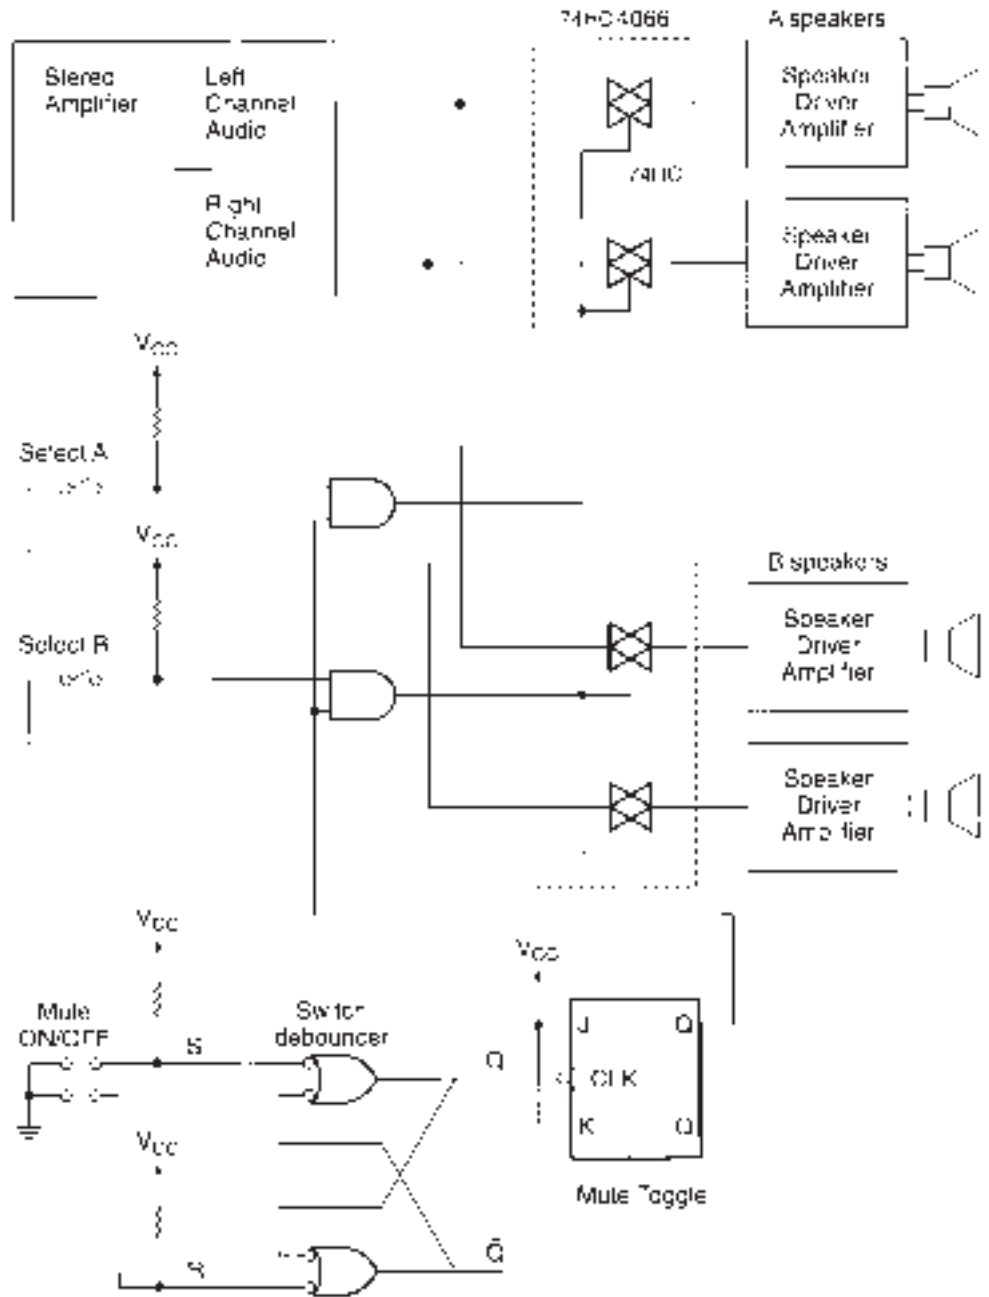 74HC4066
A speakers
Stereo
Amplifier
Left
Channel
Audio
Speaker
Driver
Amplifier
74HC
Right
Channel
Audio
Speaker
Driver
Amplifier
VCC
Select A
VCC
B speakers
Select B
Speaker
Driver
Amplifier
Speaker
Driver
Amplifier
VCC
VCC
Mute
ON/OFF
Switch
debouncer
S
Q
J
Q
CLK
K
Q
VCC
Mute Toggle
R
Q̅